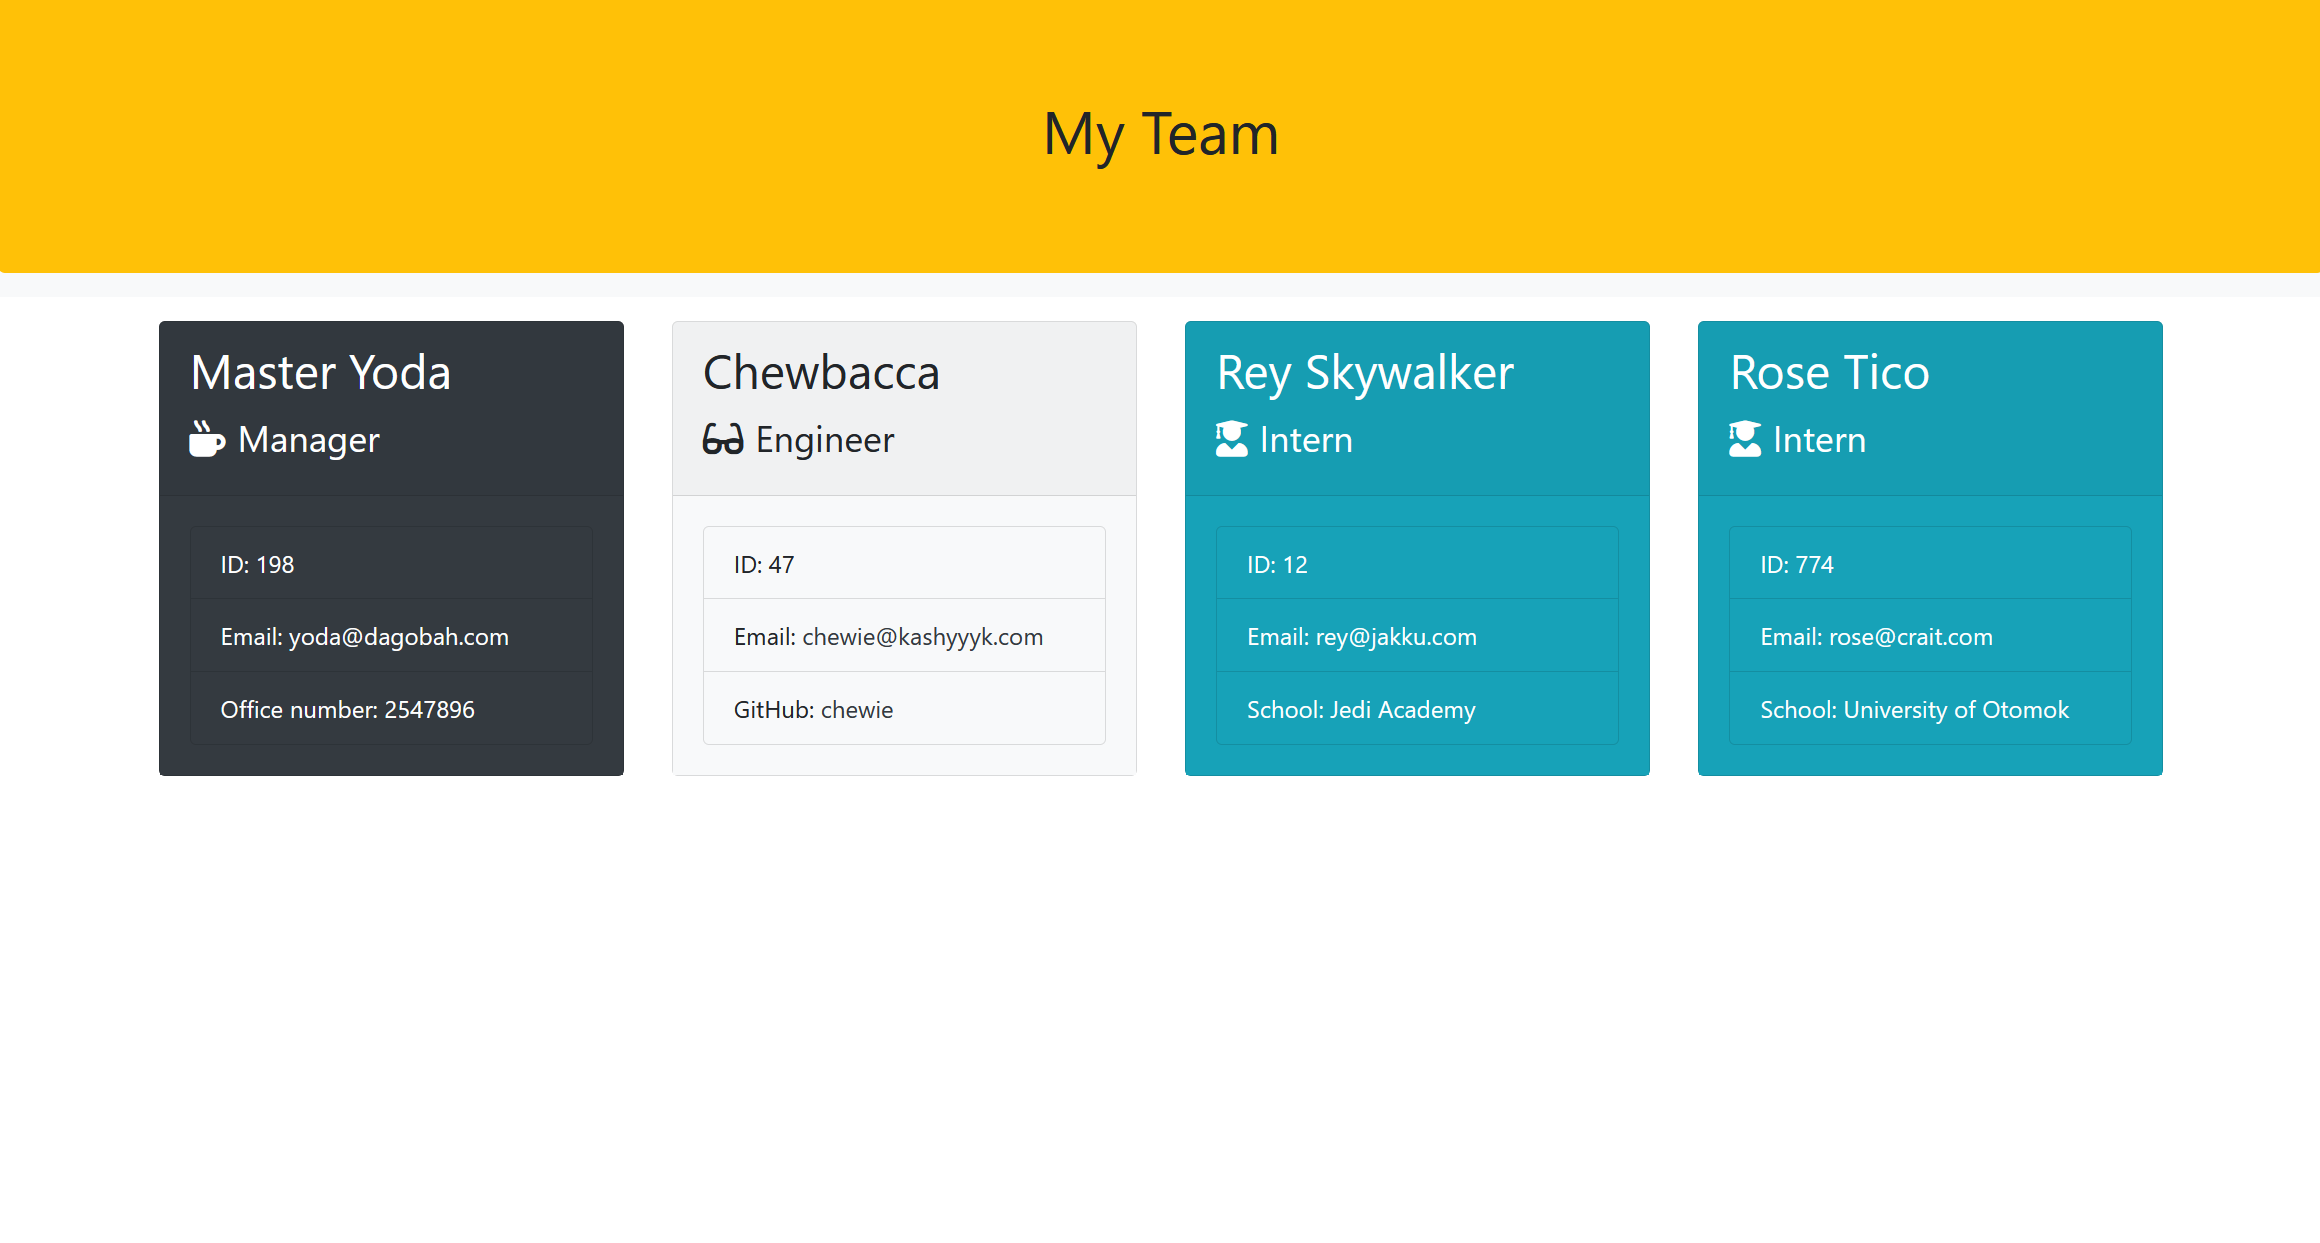 My Team
Master Yoda
Manager
ID: 198
Email: yoda@dagobah.com
Office number: 2547896
Chewbacca
Engineer
ID: 47
Email: chewie@kashyyyk.com
GitHub: chewie
Rey Skywalker
Intern
ID: 12
Email: rey@jakku.com
School: Jedi Academy
Rose Tico
Intern
ID: 774
Email: rose@crait.com
School: University of Otomok